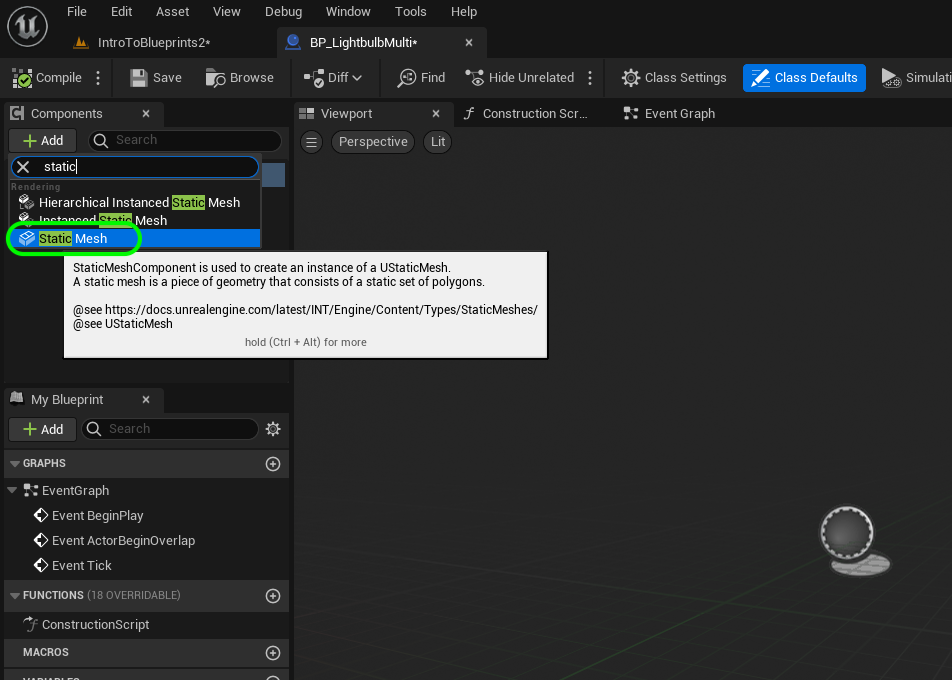 File Edit Asset View Debug Window Tools Help
IntroToBlueprints2* BP_LightbulbMulti*
Compile Save Browse Diff Find Hide Unrelated Class Settings Class Defaults Simulati
Components Viewport Construction Scr... Event Graph
Add Search Perspective Lit
static
Rendering
Hierarchical Instanced Static Mesh
Instanced Static Mesh
Static Mesh
StaticMeshComponent is used to create an instance of a UStaticMesh.
A static mesh is a piece of geometry that consists of a static set of polygons.
@see https://docs.unrealengine.com/latest/INT/Engine/Content/Types/StaticMeshes/
@see UStaticMesh
hold (Ctrl + Alt) for more
My Blueprint
Add Search
GRAPHS
EventGraph
Event BeginPlay
Event ActorBeginOverlap
Event Tick
FUNCTIONS (18 OVERRIDABLE)
ConstructionScript
MACROS
VARIABLES